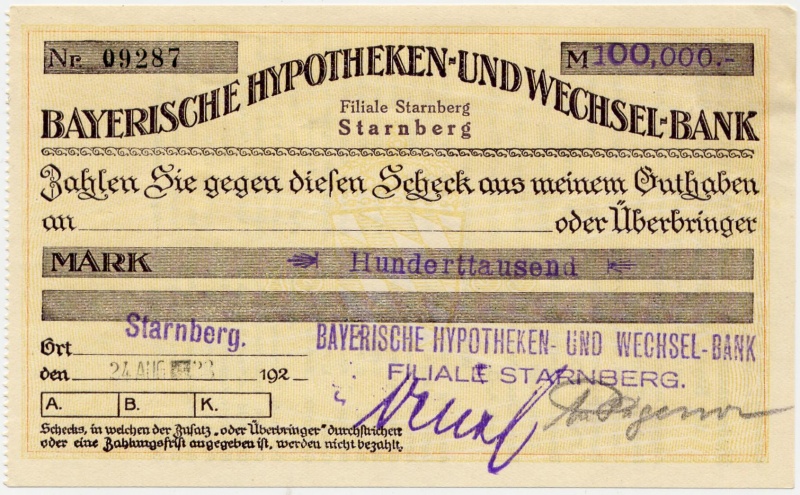 Nr. 09287
M 100,000.-
BAYERISCHE HYPOTHEKEN-UND WECHSEL-BANK
Filiale Starnberg
Starnberg
Zahlen Sie gegen diesen Scheck aus meinem Guthaben
an oder Überbringer
MARK Hunderttausend
Ort Starnberg.
den 24 AUG 23 192
BAYERISCHE HYPOTHEKEN- UND WECHSEL-BANK
FILIALE STARNBERG.
A. B. K.
Schecks, in welchen der Zusatz „oder Überbringer" durchstrichen
oder eine Zahlungsfrist angegeben ist, werden nicht bezahlt.